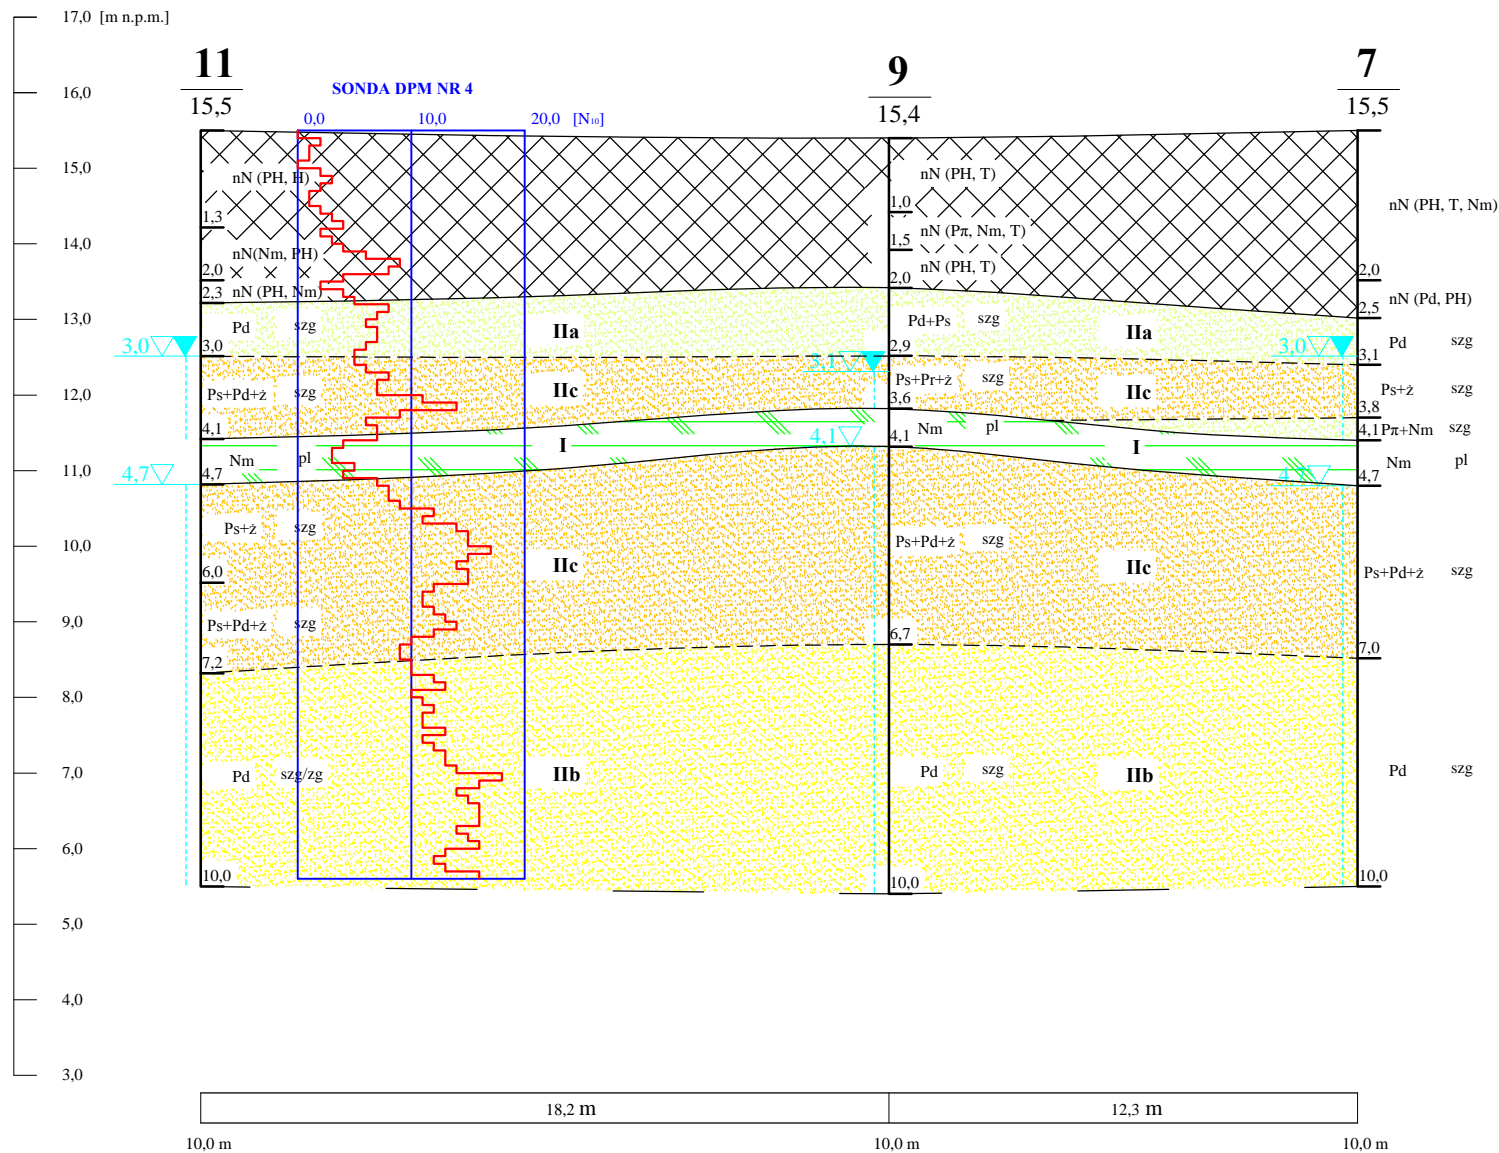 17,0 [m n.p.m.]
16,0
15,0
14,0
13,0
12,0
11,0
10,0
9,0
8,0
7,0
6,0
5,0
4,0
3,0
11
15,5
SONDA DPM NR 4
0,0 10,0 20,0 [N10]
9
15,4
7
15,5
nN (PH, H)
1,3
nN(Nm, PH)
2,0
nN (PH, Nm)
2,3
Pd szg
3,0
3,0
Ps+Pd+ż szg
4,1
Nm pl
4,7
4,7
Ps+ż szg
6,0
Ps+Pd+ż szg
7,2
Pd szg/zg
10,0
IIa
IIc
I
IIc
IIb
nN (PH, T)
1,0
nN (Pπ, Nm, T)
1,5
nN (PH, T)
2,0
Pd+Ps szg
2,9
3,1
Ps+Pr+ż szg
3,6
Nm pl
4,1
4,1
Ps+Pd+ż szg
6,7
Pd szg
10,0
IIa
IIc
I
IIc
IIb
nN (PH, T, Nm)
2,0
nN (Pd, PH)
2,5
Pd szg
3,0
3,1
Ps+ż szg
3,8
Pπ+Nm szg
4,1
Nm pl
4,7
4,7
Ps+Pd+ż szg
7,0
Pd szg
10,0
18,2 m 12,3 m
10,0 m 10,0 m 10,0 m